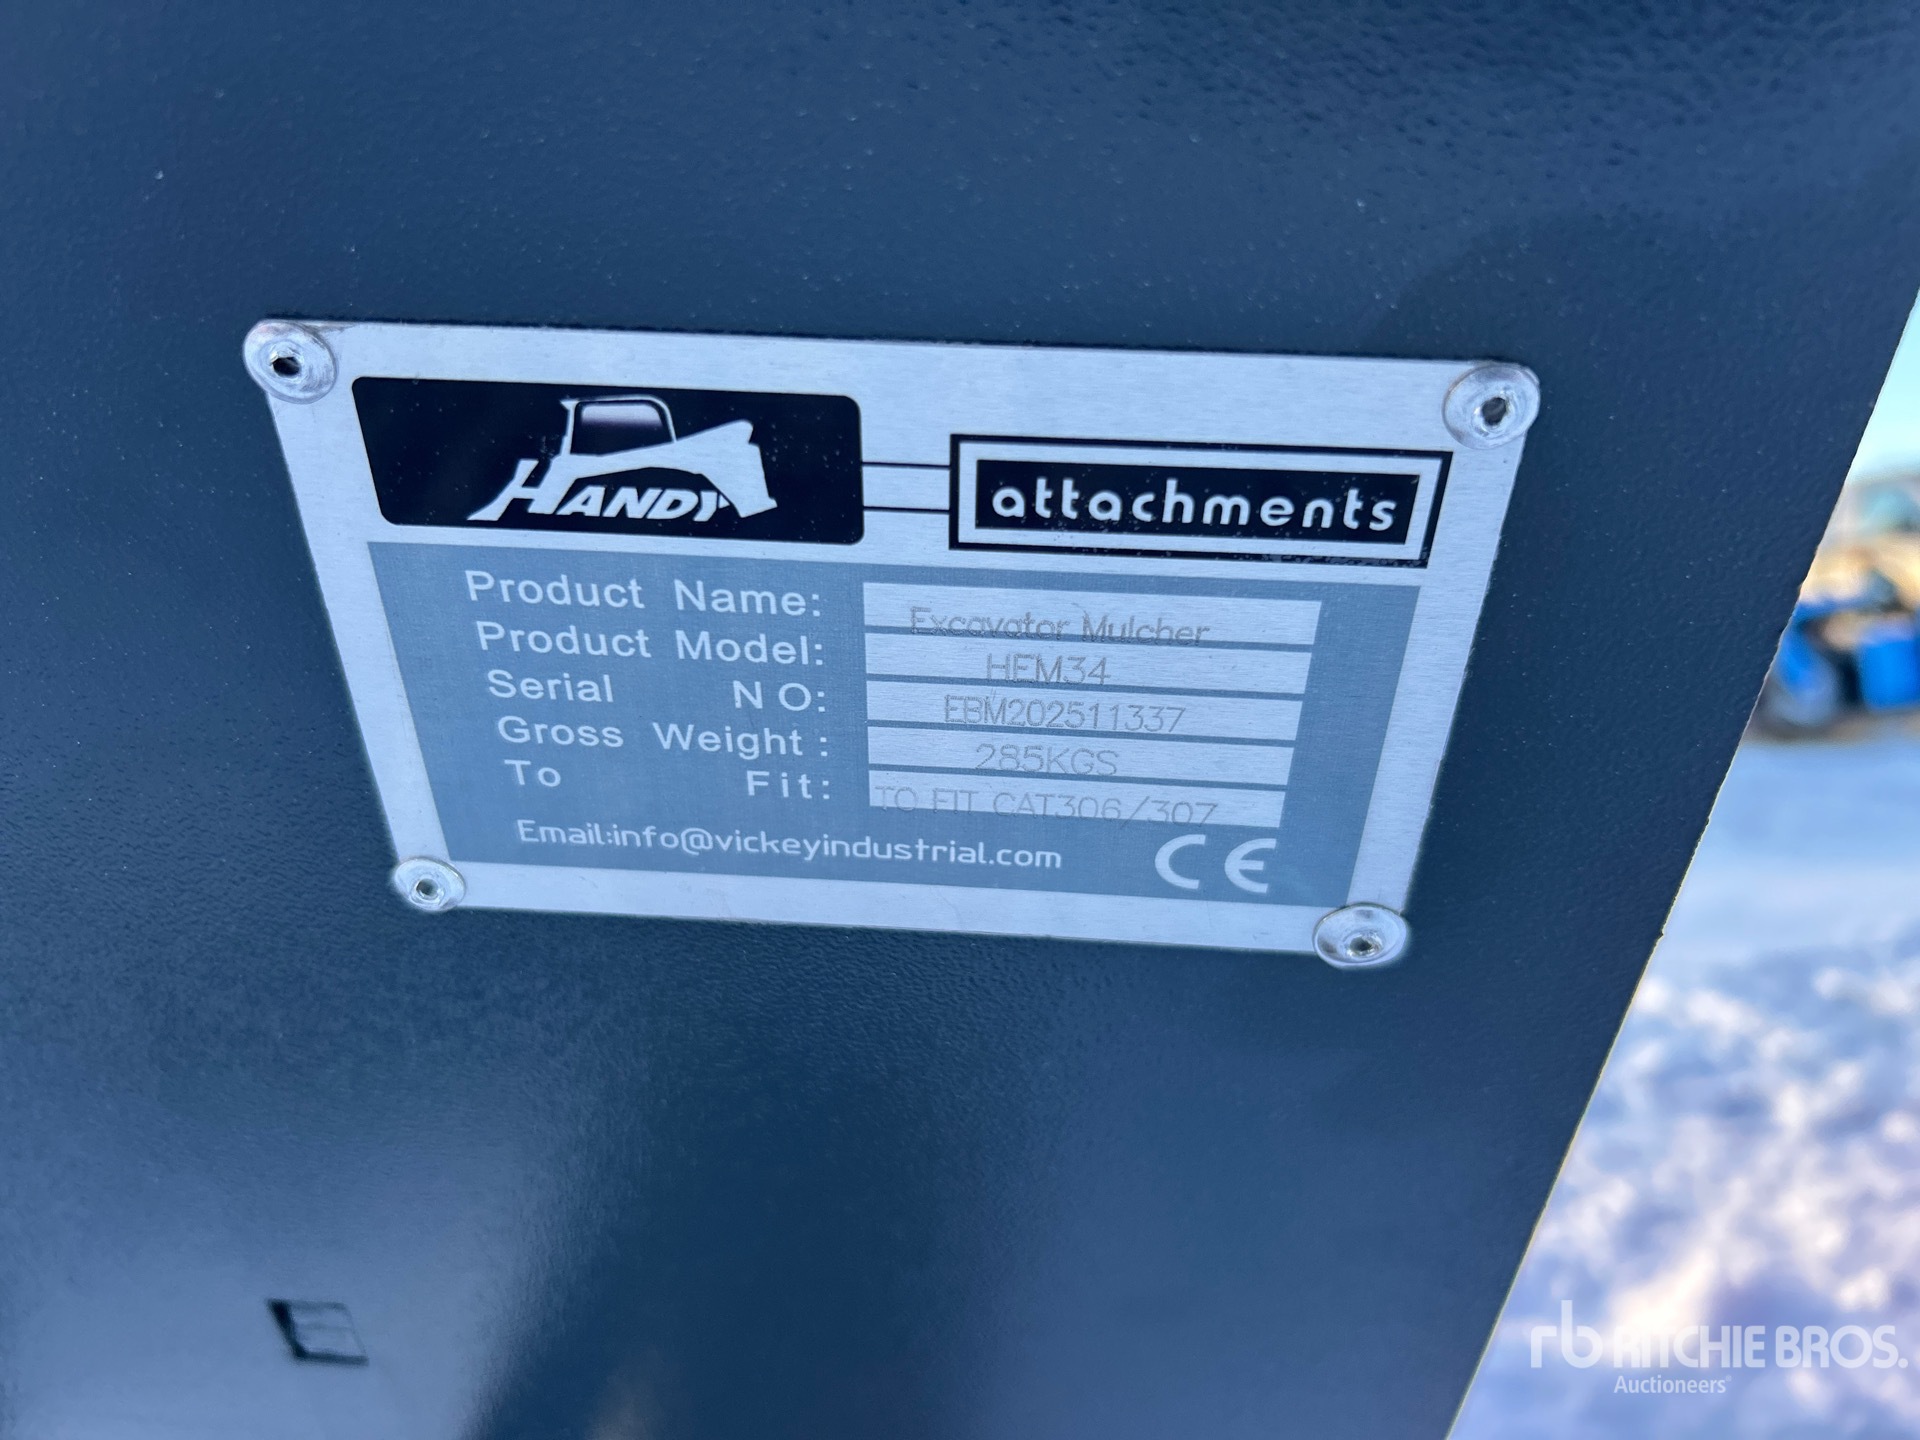 HANDY attachments
Product Name: Excavator Mulcher
Product Model: HEM34
Serial N O: EBM202511337
Gross Weight : 285KGS
To Fit: TO FIT CAT306/307
Email:info@vickeyindustrial.com CE
rb RITCHIE BROS.
Auctioneers